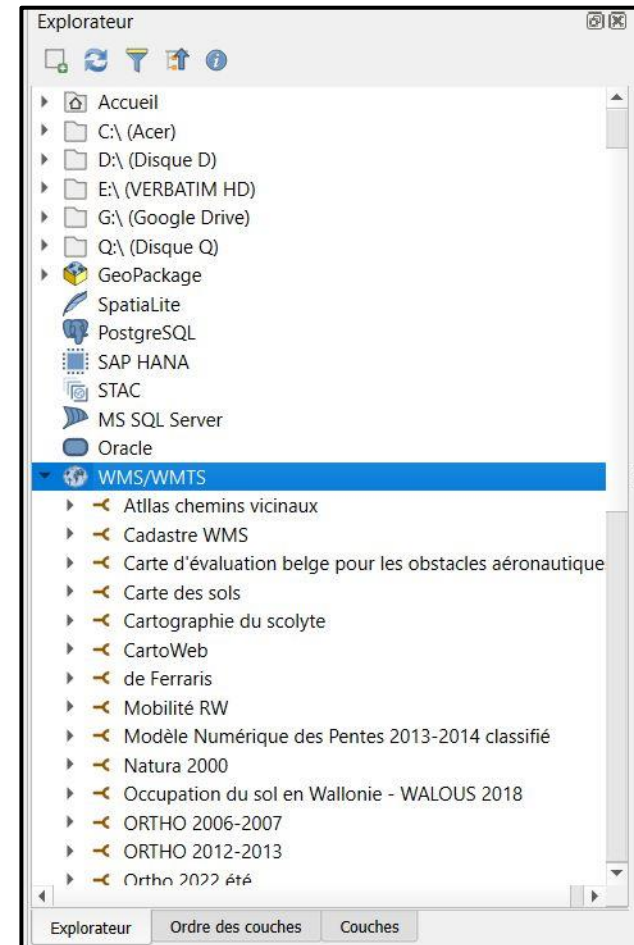 Explorateur
Accueil
C:\ (Acer)
D:\ (Disque D)
E:\ (VERBATIM HD)
G:\ (Google Drive)
Q:\ (Disque Q)
GeoPackage
SpatiaLite
PostgreSQL
SAP HANA
STAC
MS SQL Server
Oracle
WMS/WMTS
Atllas chemins vicinaux
Cadastre WMS
Carte d'évaluation belge pour les obstacles aéronautique
Carte des sols
Cartographie du scolyte
CartoWeb
de Ferraris
Mobilité RW
Modèle Numérique des Pentes 2013-2014 classifié
Natura 2000
Occupation du sol en Wallonie - WALOUS 2018
ORTHO 2006-2007
ORTHO 2012-2013
Ortho 2022 été
Explorateur Ordre des couches Couches